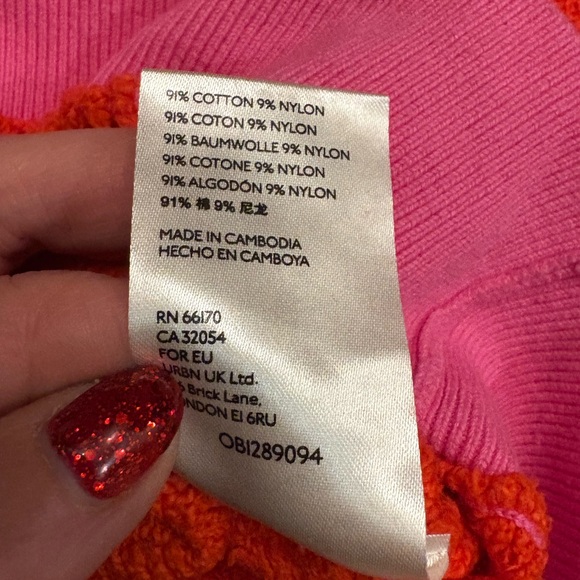 91% COTTON 9% NYLON
91% COTON 9% NYLON
91% BAUMWOLLE 9% NYLON
91% COTONE 9% NYLON
91% ALGODÓN 9% NYLON
91% 棉 9% 尼龙
MADE IN CAMBODIA
HECHO EN CAMBOYA
RN 66170
CA 32054
FOR EU
URBN UK Ltd.
Brick Lane,
LONDON E1 6RU
OB1289094